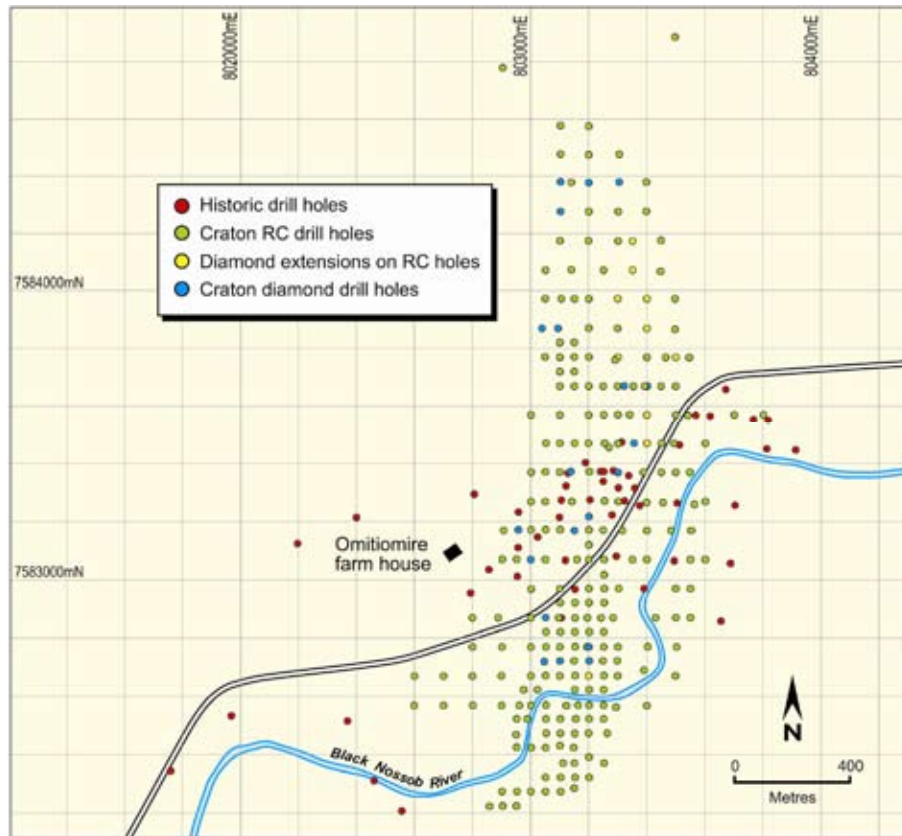 8020000mE
803000mE
804000mE
Historic drill holes
Craton RC drill holes
Diamond extensions on RC holes
Craton diamond drill holes
7584000mN
Omitiomire
farm house
7583000mN
Black Nossob River
N
0 400
Metres